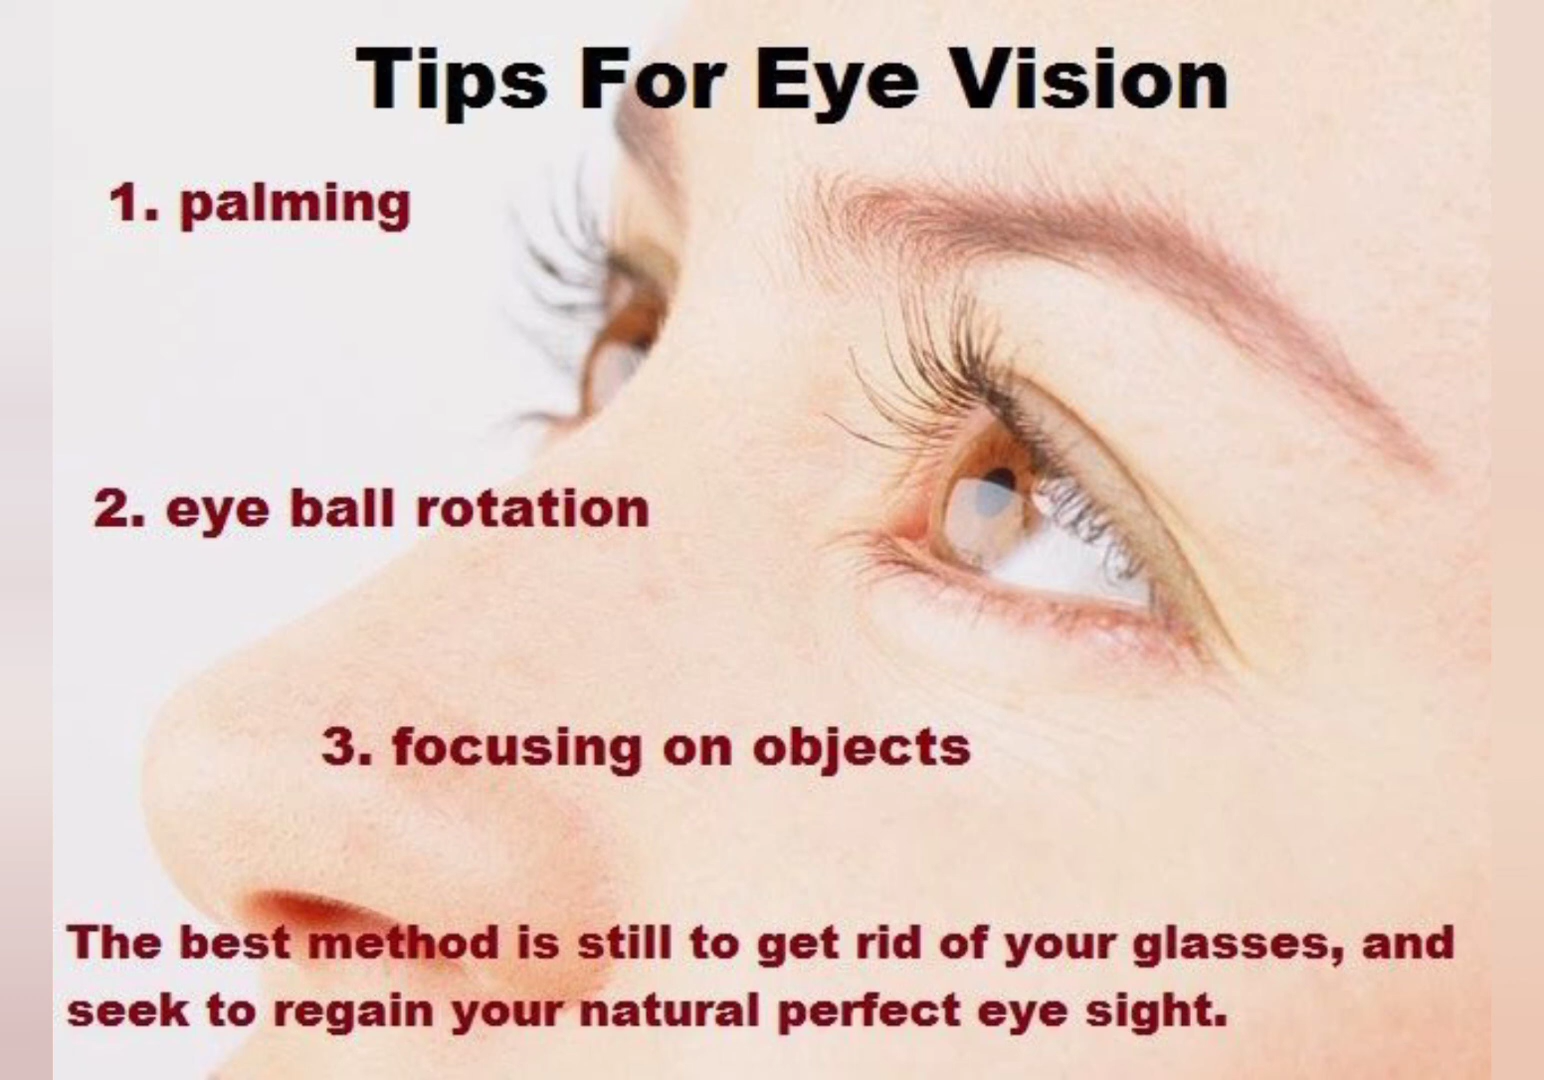 Tips For Eye Vision
1. palming
2. eye ball rotation
3. focusing on objects
The best method is still to get rid of your glasses, and
seek to regain your natural perfect eye sight.